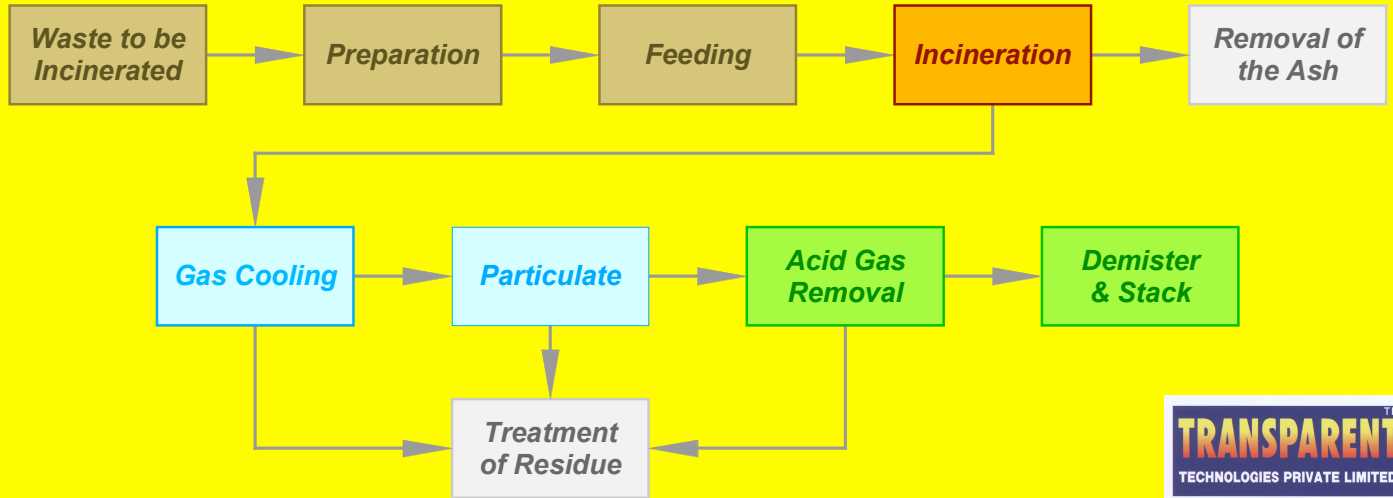 Waste to be
Incinerated
Preparation
Feeding
Incineration
Removal of
the Ash
Gas Cooling
Particulate
Acid Gas
Removal
Demister
& Stack
Treatment
of Residue
TRANSPARENT
TECHNOLOGIES PRIVATE LIMITED